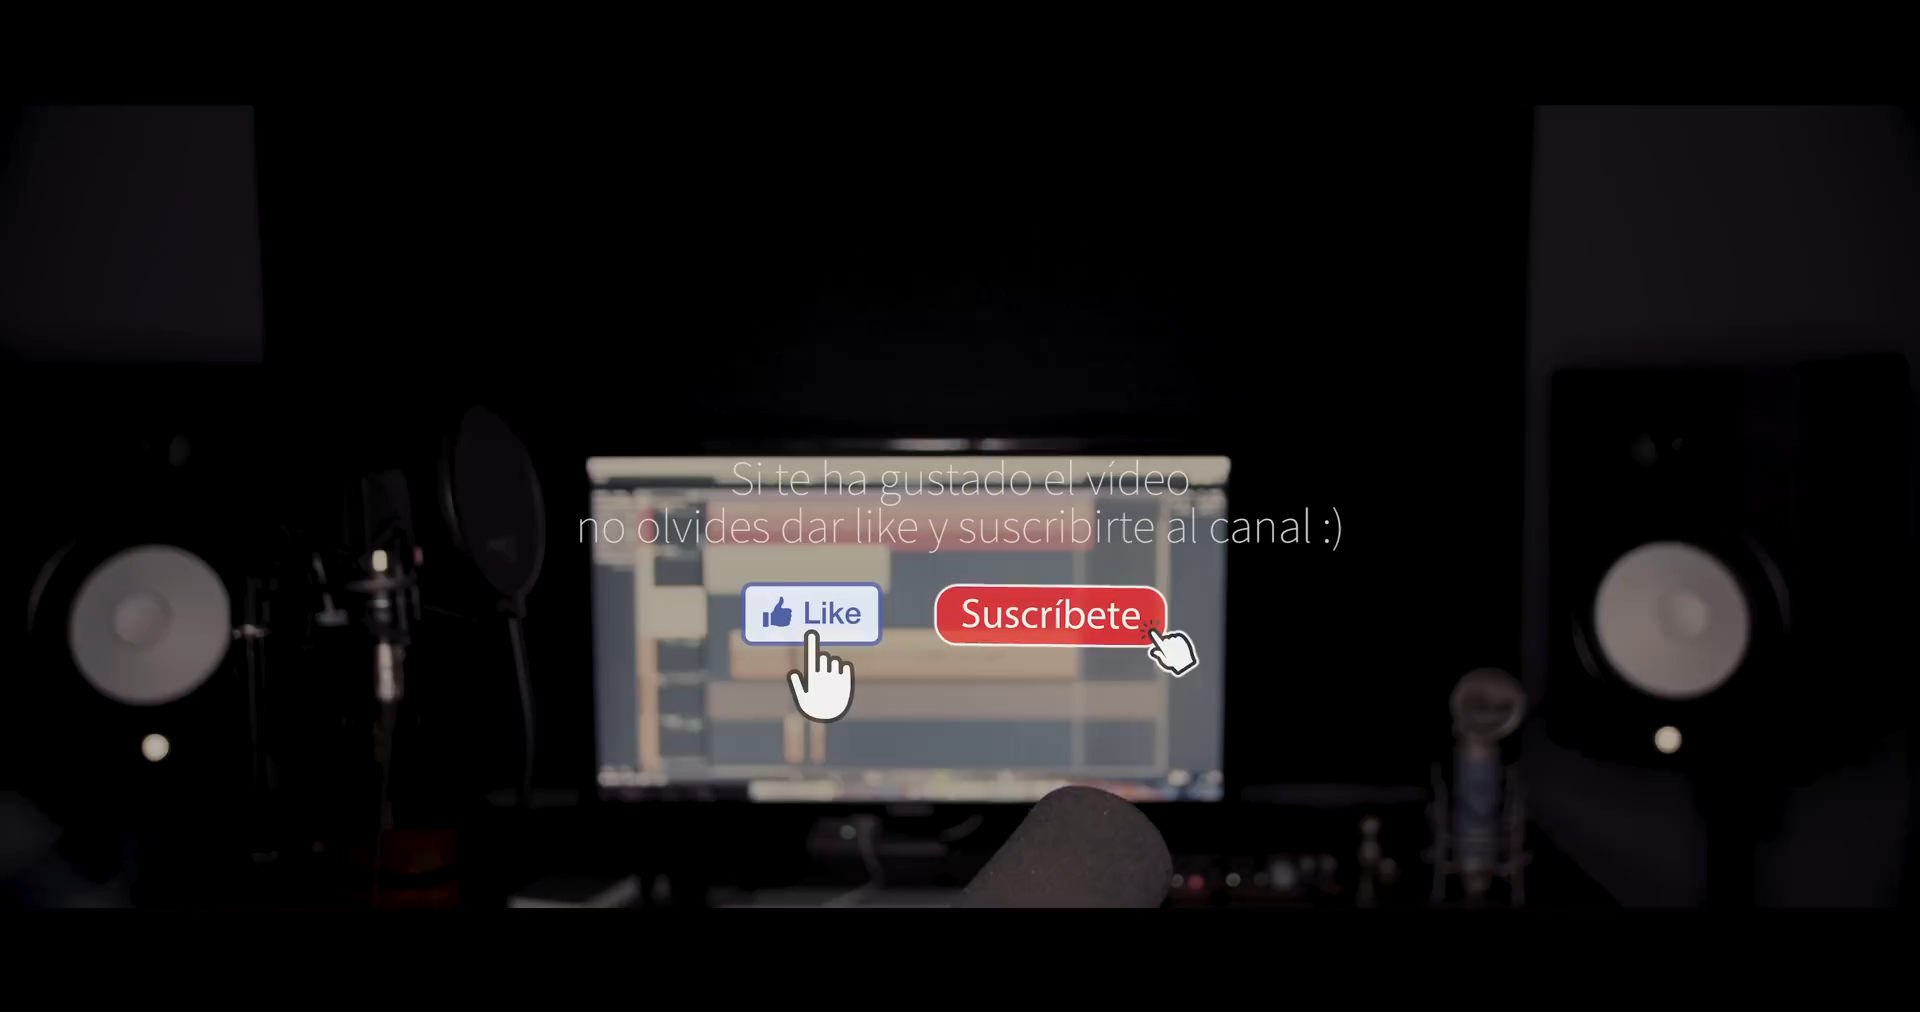 Si te ha gustado el vídeo
no olvides dar like y suscribirte al canal :)
Like
Suscríbete